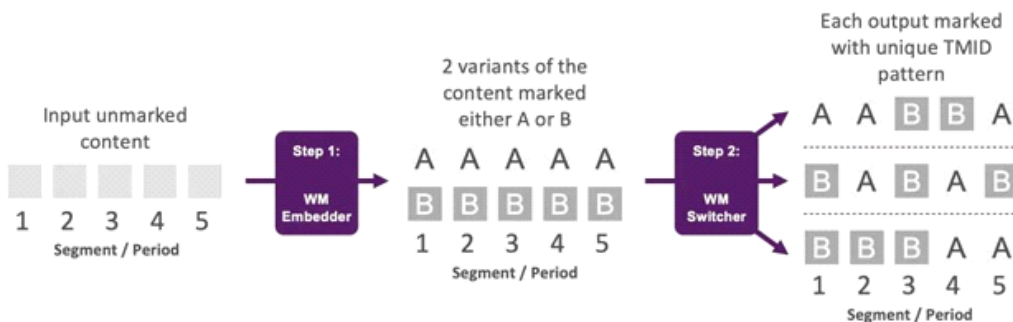 Input unmarked
content
1 2 3 4 5
Segment / Period
Step 1:
WM
Embedder
2 variants of the
content marked
either A or B
A A A A A
B B B B B
1 2 3 4 5
Segment / Period
Step 2:
WM
Switcher
Each output marked
with unique TMID
pattern
A A B B A
B A B A B
B B B A A
1 2 3 4 5
Segment / Period